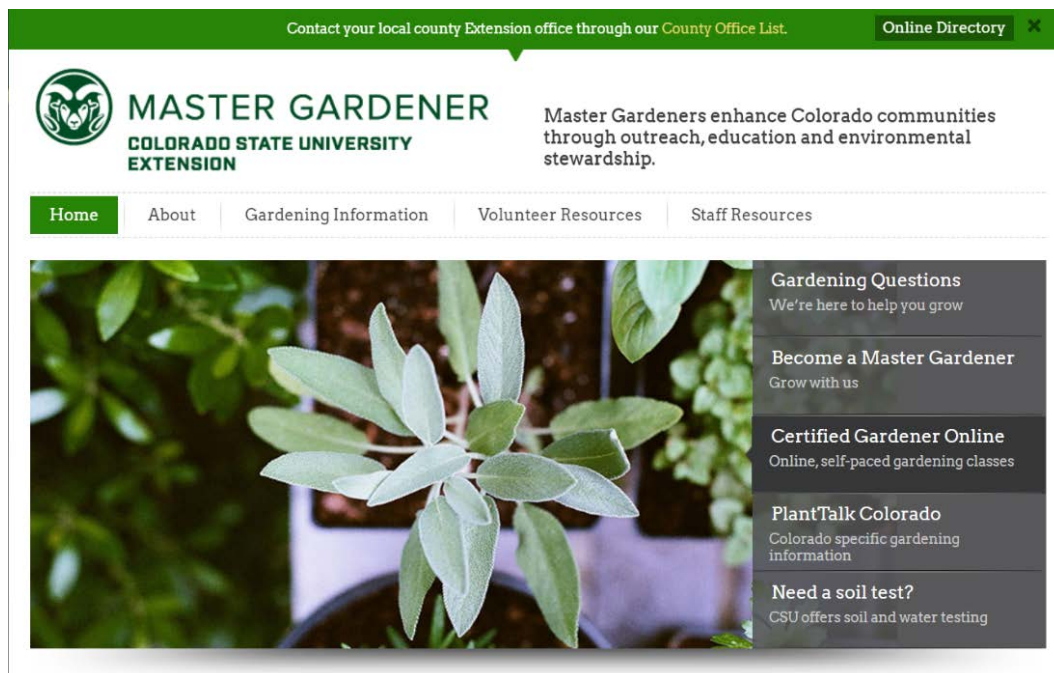 Contact your local county Extension office through our County Office List.
Online Directory
MASTER GARDENER
COLORADO STATE UNIVERSITY
EXTENSION
Master Gardeners enhance Colorado communities
through outreach, education and environmental
stewardship.
Home
About
Gardening Information
Volunteer Resources
Staff Resources
Gardening Questions
We're here to help you grow
Become a Master Gardener
Grow with us
Certified Gardener Online
Online, self-paced gardening classes
PlantTalk Colorado
Colorado specific gardening
information
Need a soil test?
CSU offers soil and water testing